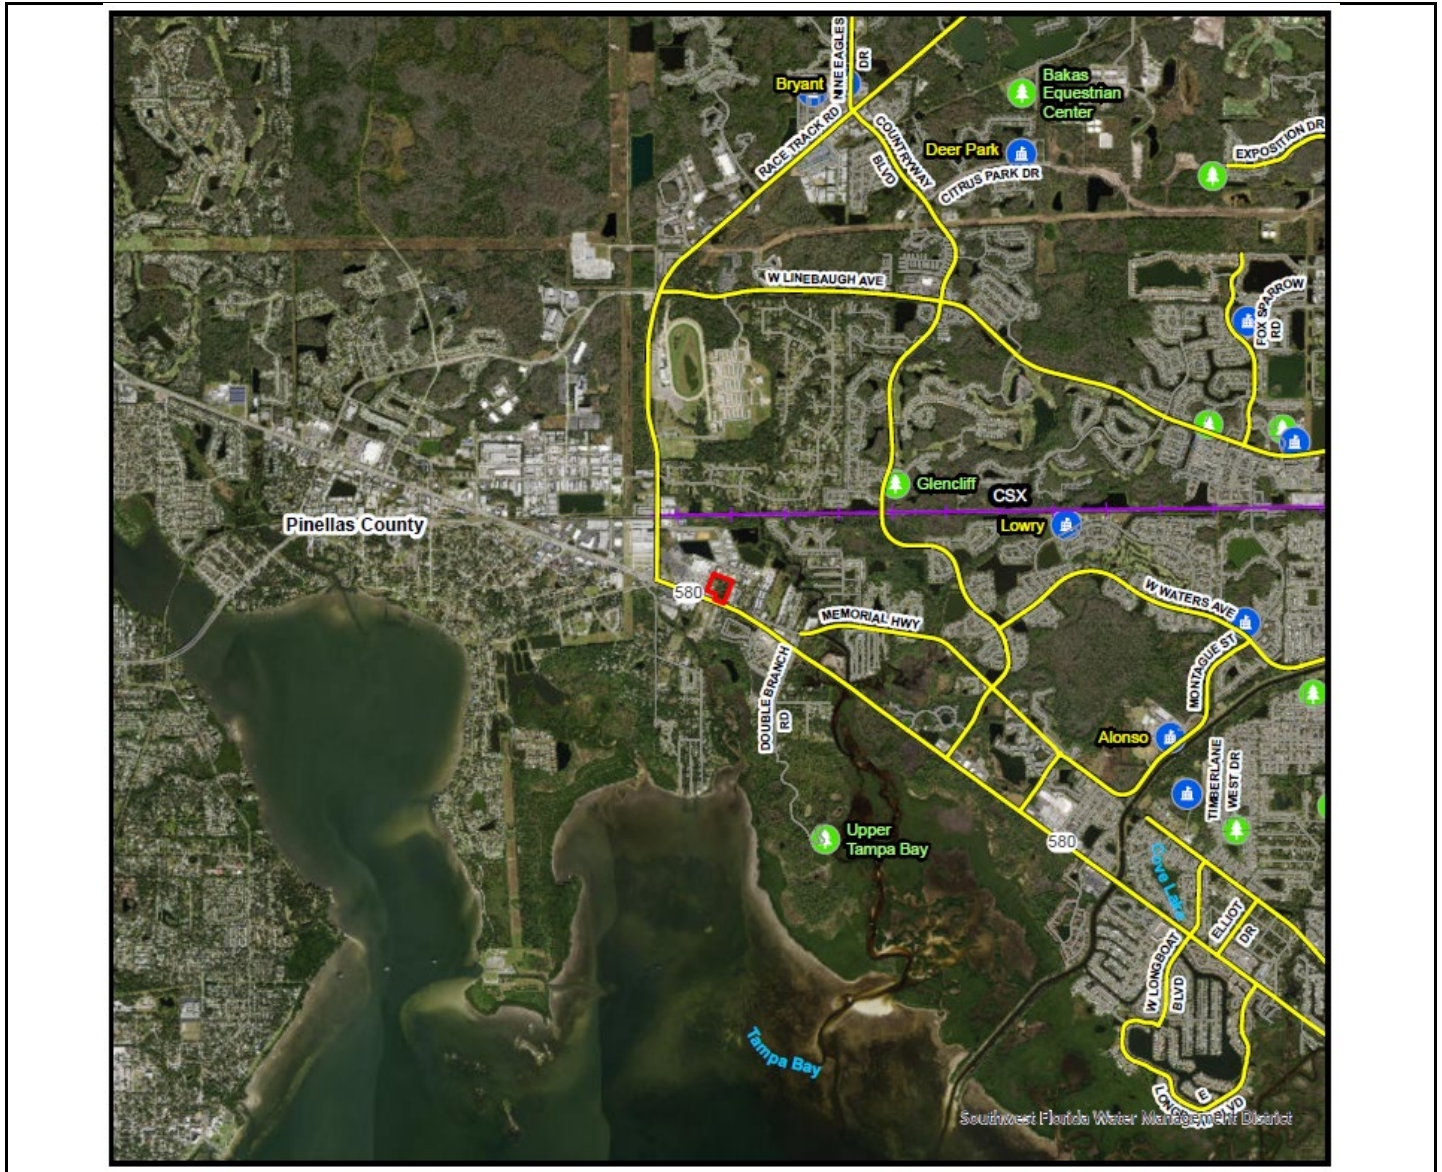 NINE EAGLES
DR
Bryant
Bakas
Equestrian
Center
RACE TRACK RD
COUNTRYWAY
BLVD
Deer Park
CITRUS PARK DR
EXPOSITION DR
W LINEBAUGH AVE
FOX SPARROW
RD
Glencliff
CSX
Lowry
Pinellas County
580
MEMORIAL HWY
W WATERS AVE
MONTAGUE ST
DOUBLE BRANCH
RD
Alonso
TIMBERLANE
WEST DR
Upper
Tampa Bay
580
Cove Lake
ELLIOT
DR
W LONGBOAT
BLVD
Tampa Bay
E
Southwest Florida Water Management District